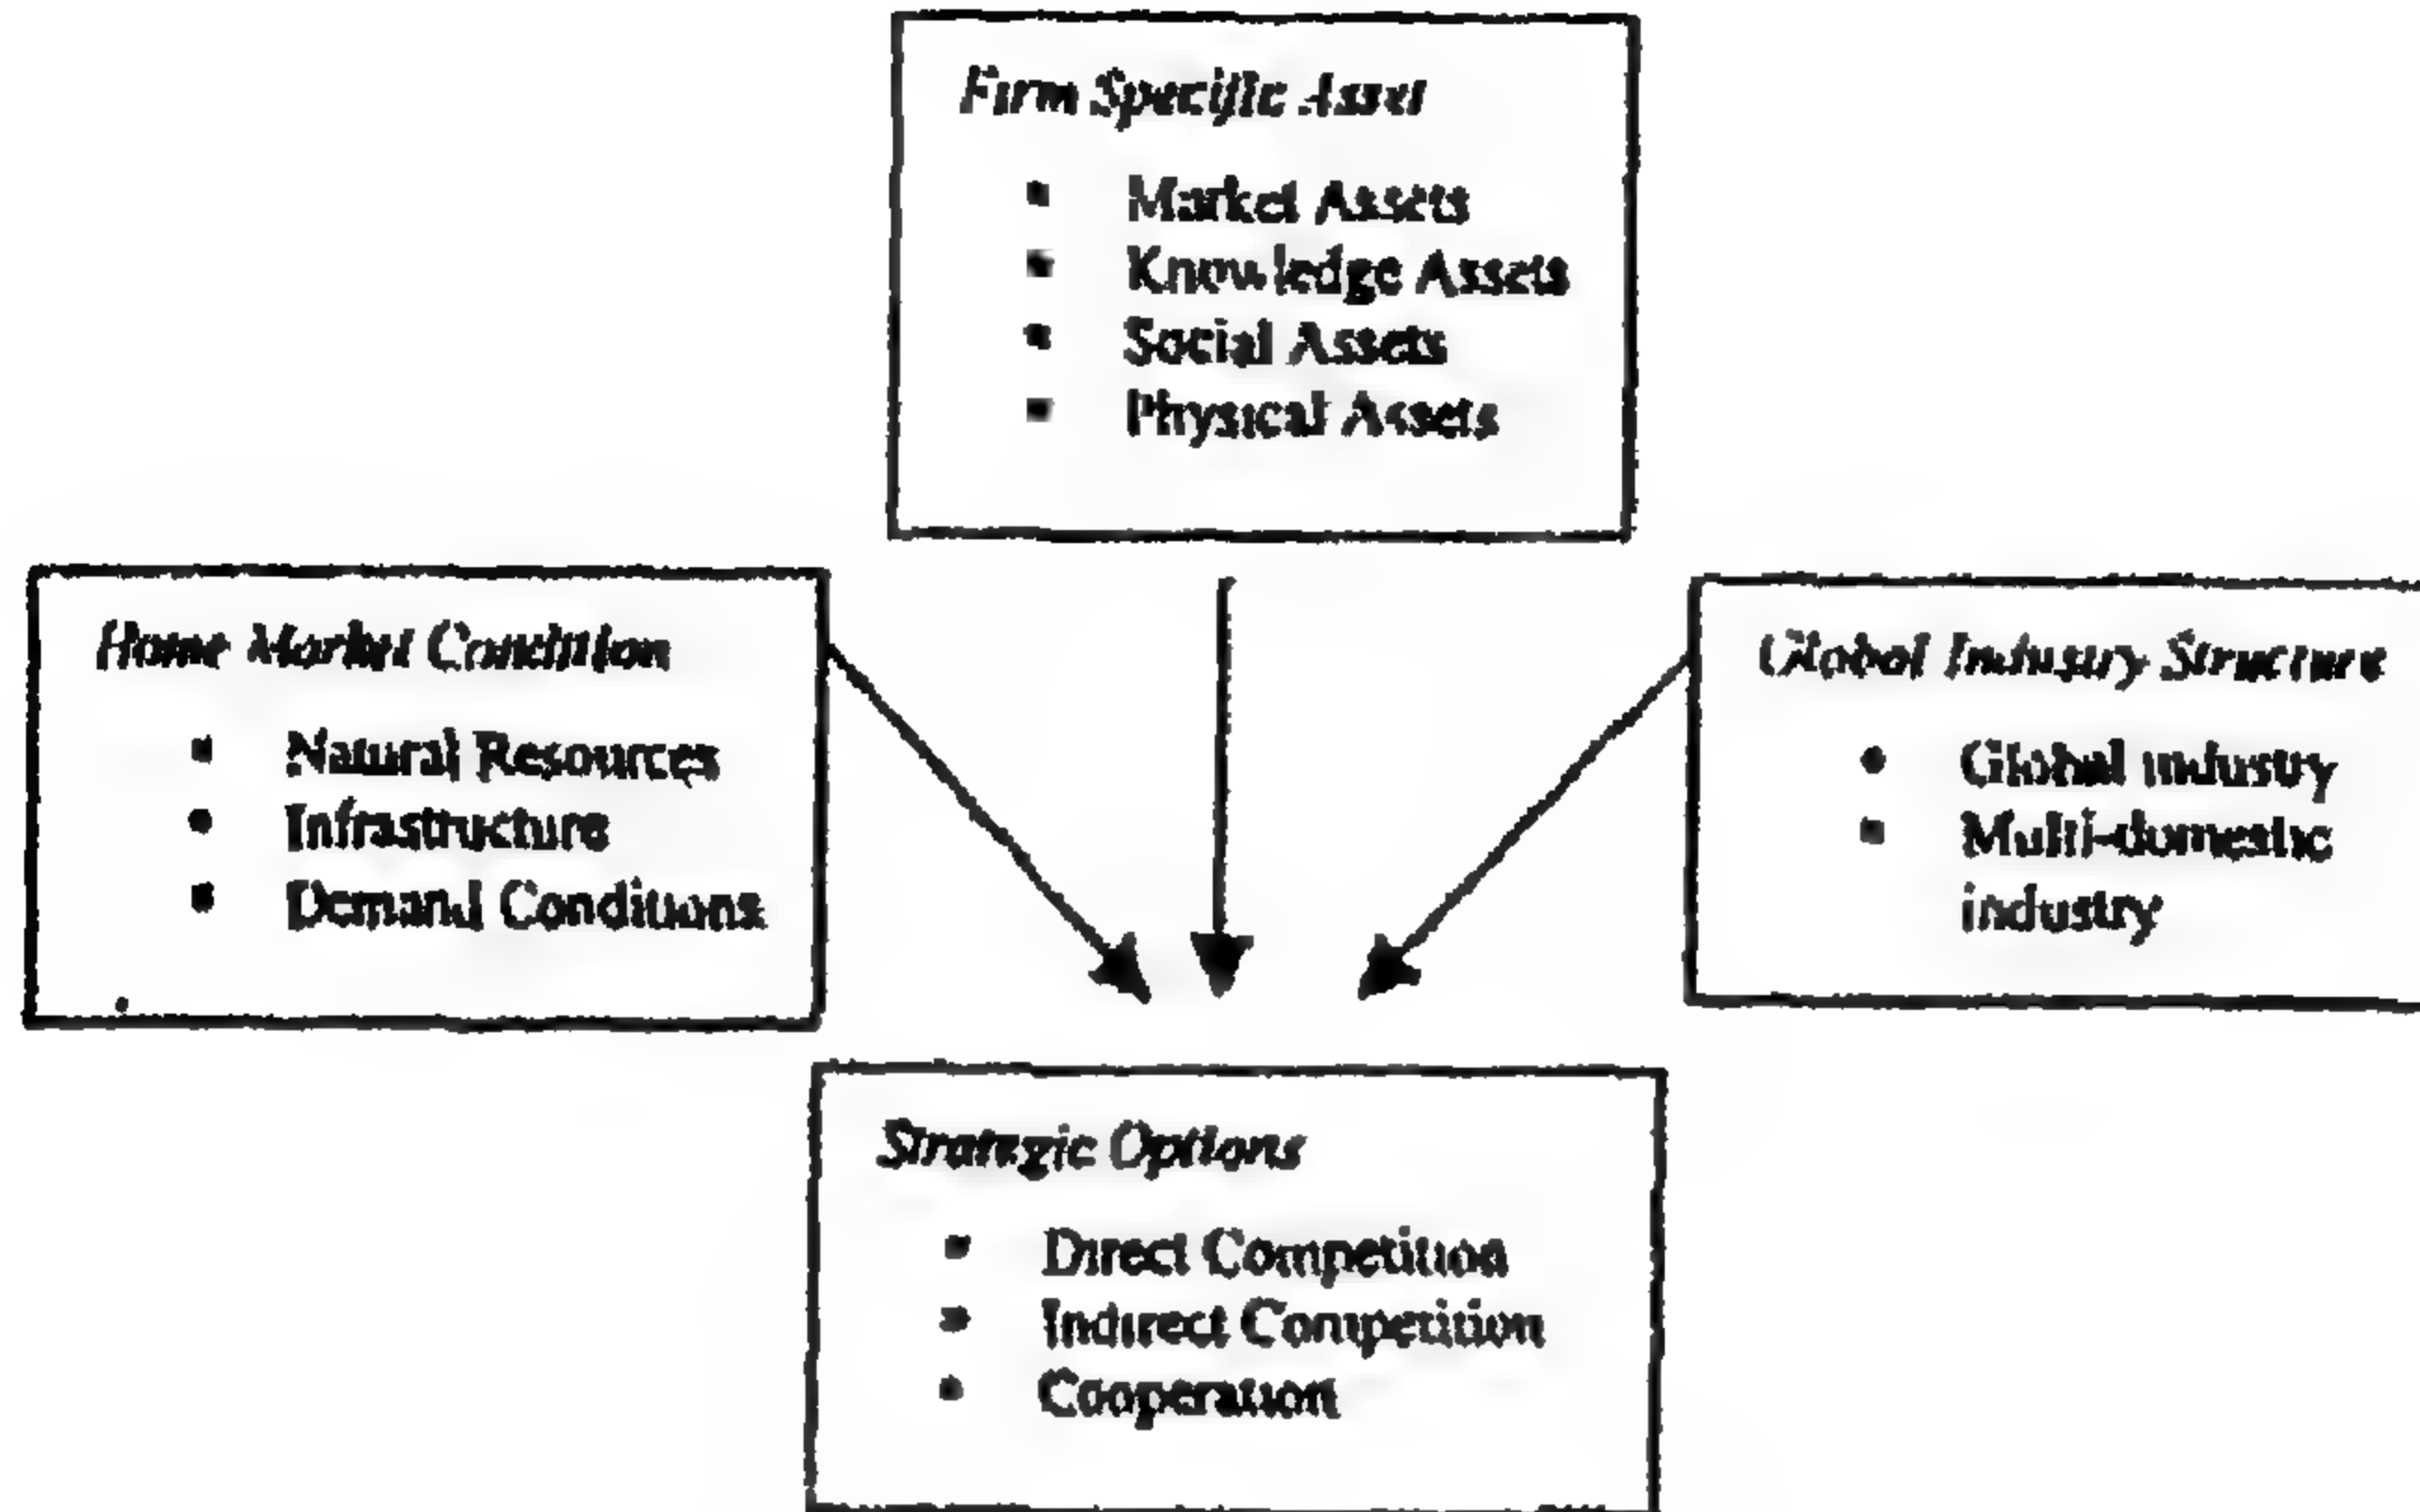 Firm Specific Asset
▪ Market Assets
▪ Knowledge Assets
▪ Social Assets
▪ Physical Assets
Home Market Condition
▪ Natural Resources
• Infrastructure
▪ Demand Conditions
Global Industry Structure
• Global industry
▪ Multi-domestic
industry
Strategic Options
▪ Direct Competition
• Indirect Competition
• Cooperation